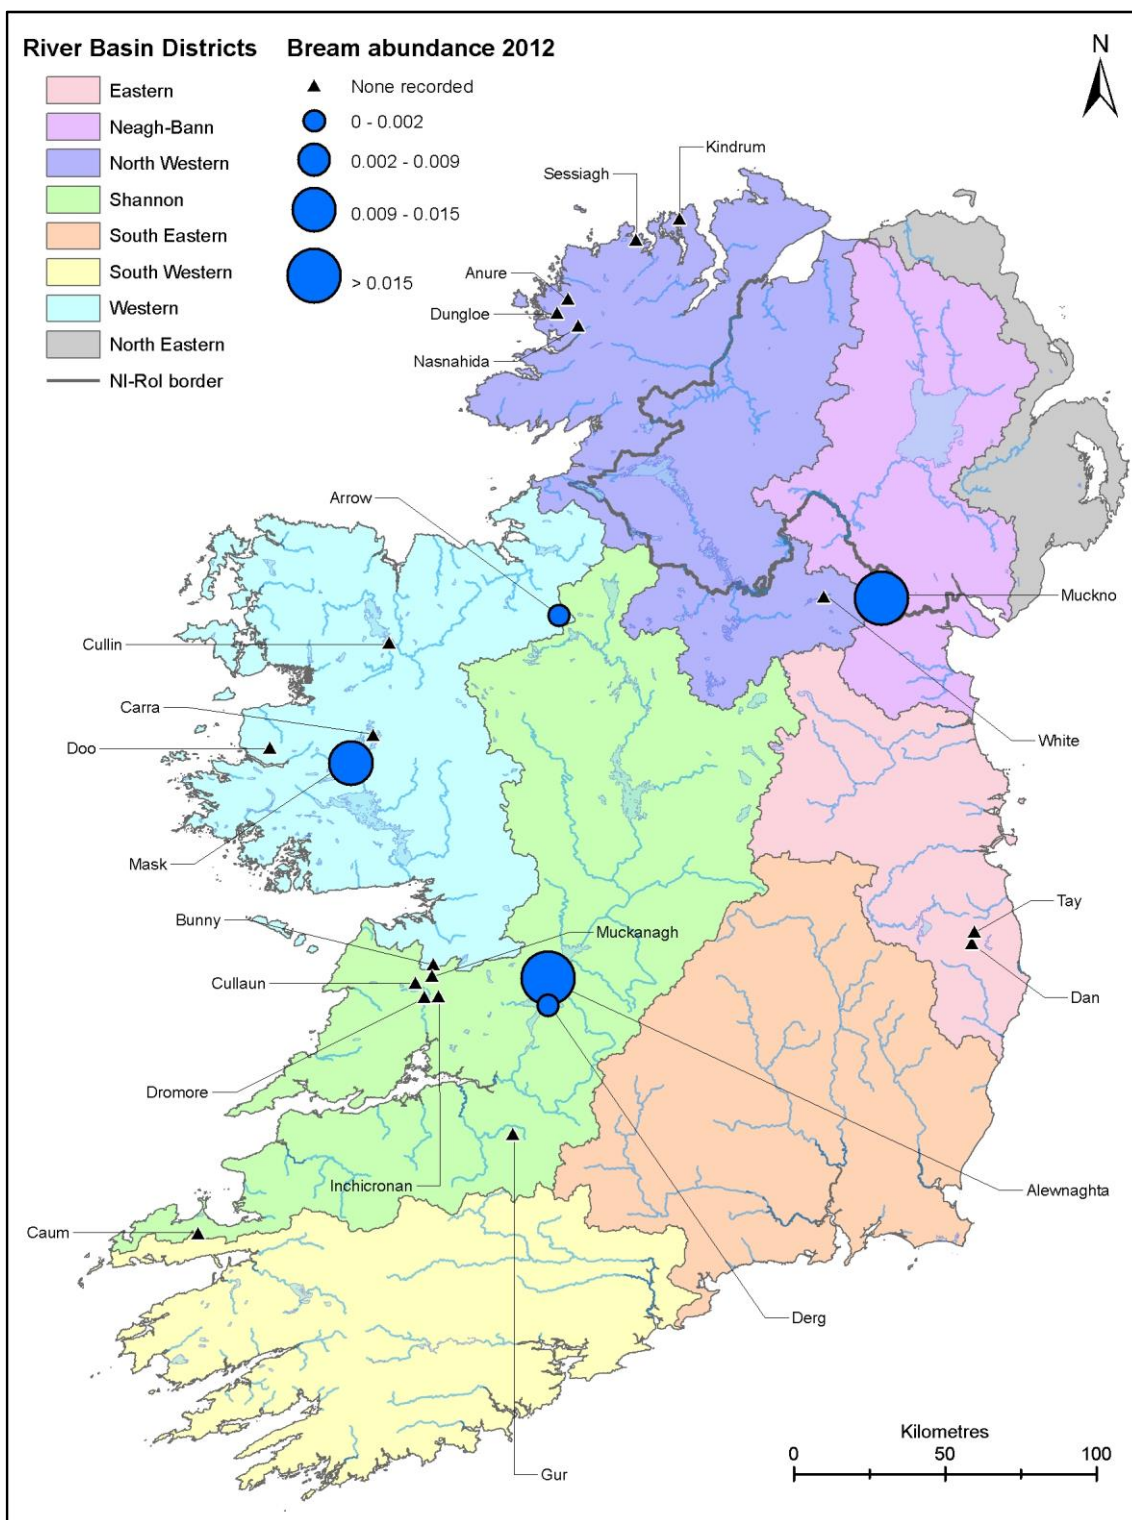 River Basin Districts
Eastern
Neagh-Bann
North Western
Shannon
South Eastern
South Western
Western
North Eastern
NI-RoI border
Bream abundance 2012
None recorded
0 - 0.002
0.002 - 0.009
0.009 - 0.015
> 0.015
N
Kindrum
Sessiagh
Anure
Dungloe
Nasnahida
Arrow
Muckno
Cullin
Carra
Doo
White
Mask
Bunny
Muckanagh
Tay
Cullaun
Dan
Dromore
Inchicronan
Alewnaghta
Caum
Derg
Gur
Kilometres
0 50 100